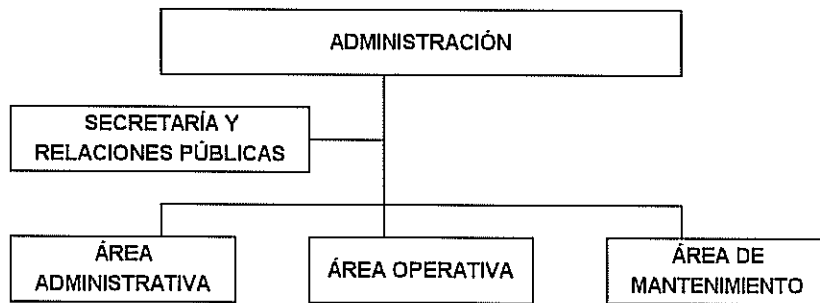 ADMINISTRACIÓN
SECRETARÍA Y
RELACIONES PÚBLICAS
ÁREA
ADMINISTRATIVA
ÁREA OPERATIVA
ÁREA DE
MANTENIMIENTO